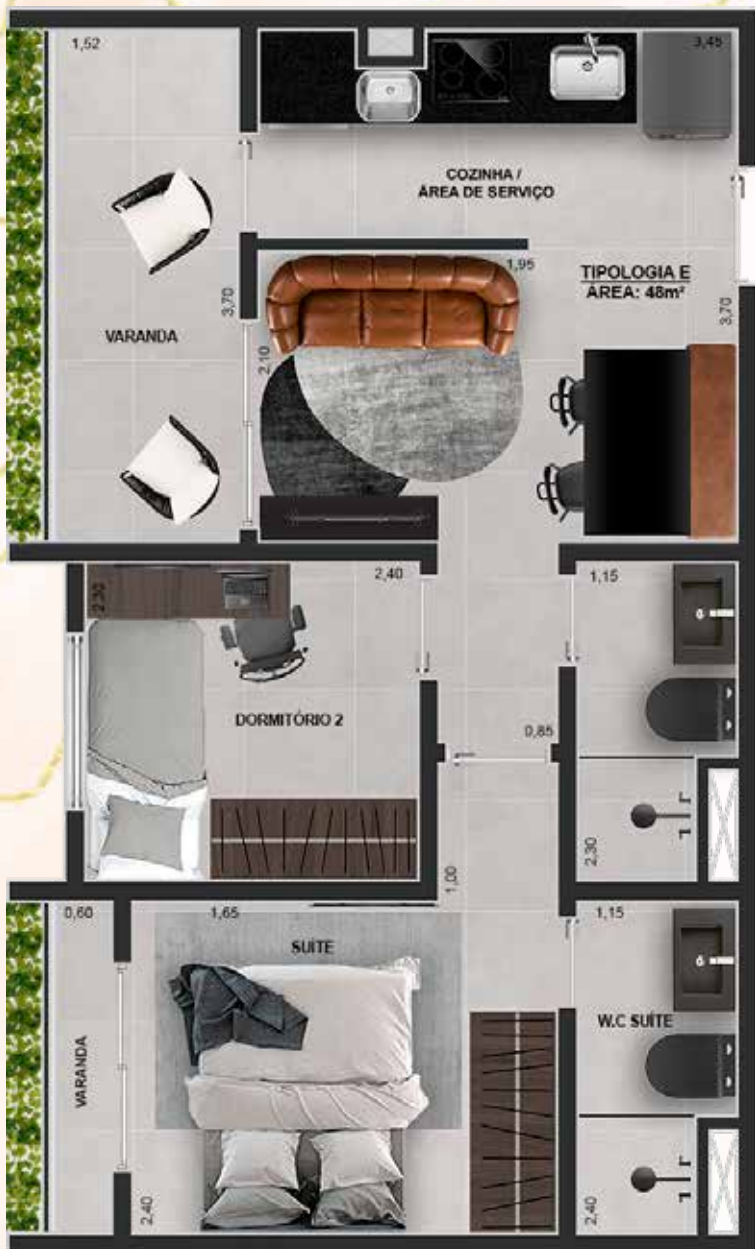 1,52
3,45
COZINHA /
ÁREA DE SERVIÇO
1,95
TIPOLOGIA E
ÁREA: 48m²
3,70
3,70
VARANDA
2,10
2,40
1,15
2,30
DORMITÓRIO 2
0,85
2,30
1,00
0,60
1,65
1,15
SUÍTE
W.C SUÍTE
VARANDA
2,40
2,40